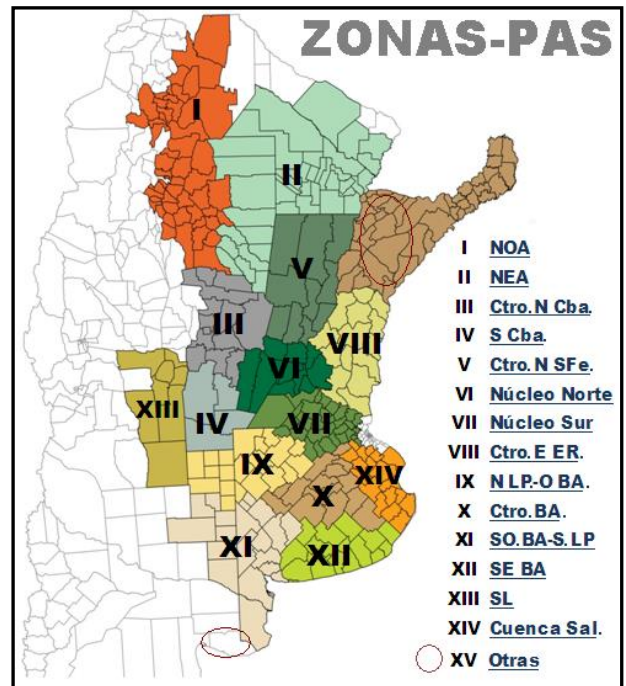 ZONAS-PAS
I
II
V
III
VIII
VI
XIII
IV
VII
IX
XIV
X
XI
XII
I NOA
II NEA
III Ctro.N Cba.
IV S Cba.
V Ctro.N SFe.
VI Núcleo Norte
VII Núcleo Sur
VIII Ctro.E ER.
IX N LP.-O BA.
X Ctro.BA.
XI SO.BA-S.LP
XII SE BA
XIII SL
XIV Cuenca Sal.
XV Otras